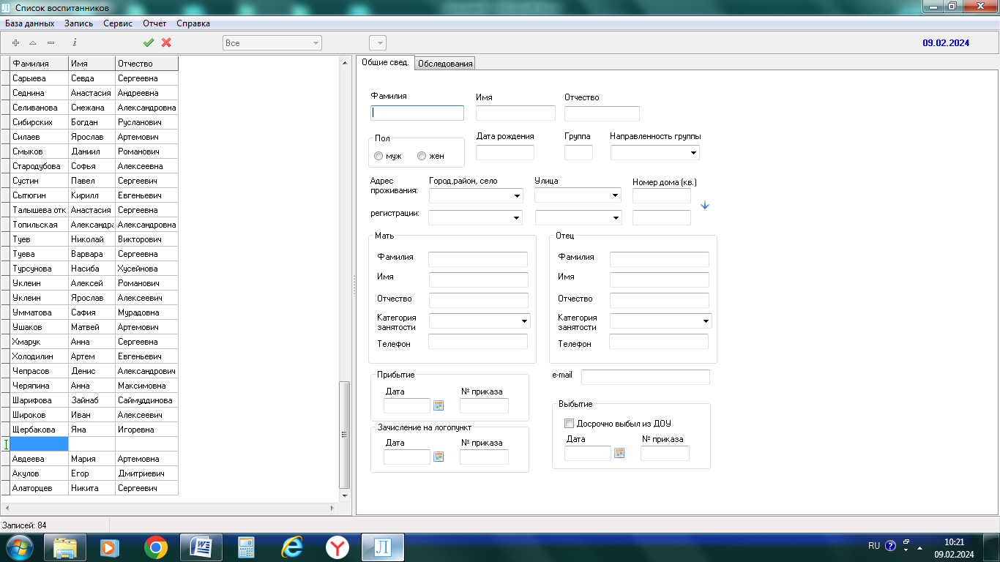 Список воспитанников
База данных Запись Сервис Отчет Справка
Все 09.02.2024
Фамилия Имя Отчество
Сарыева Севда Сергеевна
Седнина Анастасия Андреевна
Селиванова Снежана Александровна
Сибирских Богдан Русланович
Силаев Ярослав Артемович
Смыков Даниил Романович
Стародубова Софья Алексеевна
Сустин Павел Сергеевич
Сытюгин Кирилл Евгеньевич
Талышева отк Анастасия Сергеевна
Топильская Александра Александровна
Туев Николай Викторович
Туева Варвара Сергеевна
Турсунова Насиба Хусейнова
Уклеин Алексей Романович
Уклеин Ярослав Алексеевич
Умматова Сафия Мурадовна
Ушаков Матвей Артемович
Хмарук Анна Сергеевна
Холодилин Артем Евгеньевич
Чепрасов Денис Александрович
Черяпина Анна Максимовна
Шарифова Зайнаб Саймуддинова
Широков Иван Алексеевич
Щербакова Яна Игоревна
Авдеева Мария Артемовна
Акулов Егор Дмитриевич
Алаторцев Никита Сергеевич
Записей: 84
Общие свед. Обследования
Фамилия Имя Отчество
Пол Дата рождения Группа Направленность группы
муж жен
Адрес проживания: Город,район, село Улица Номер дома (кв.)
регистрации:
Мать
Фамилия
Имя
Отчество
Категория
занятости
Телефон
Отец
Фамилия
Имя
Отчество
Категория
занятости
Телефон
Прибытие
Дата № приказа
Зачисление на логопункт
Дата № приказа
e-mail
Выбытие
Досрочно выбыл из ДОУ
Дата № приказа
RU 10:21
09.02.2024